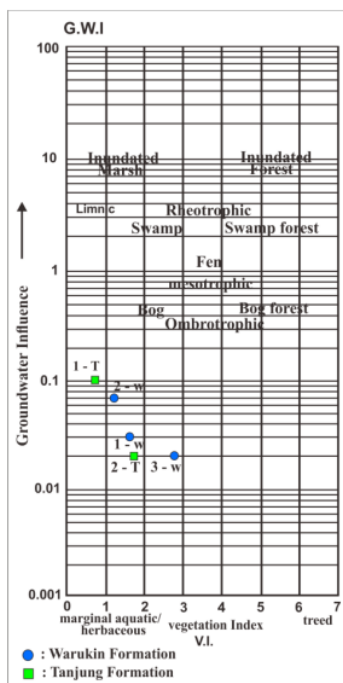 G.W.I
100
10
Inundated Marsh
Inundated Forest
Limnic
Rheotrophic
Swamp
Swamp forest
Fen
1
mesotrophic
Bog
Bog forest
Ombrotrophic
1 - T
0.1
2 - w
1 - w
2 - T
3 - w
0.01
0.001
Groundwater Influence
0 1 2 3 4 5 6 7
marginal aquatic/
herbaceous
vegetation Index
treed
V.I.
: Warukin Formation
: Tanjung Formation